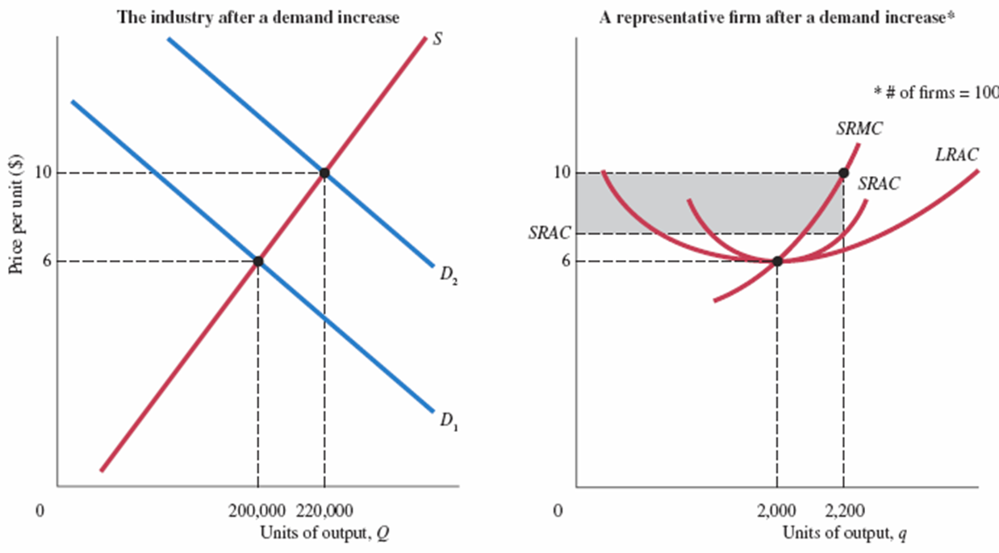 The industry after a demand increase
S
Price per unit ($)
10
6
D2
D1
0
200,000 220,000
Units of output, Q
A representative firm after a demand increase*
* # of firms = 100
SRMC
LRAC
10
SRAC
SRAC
6
0
2,000 2,200
Units of output, q